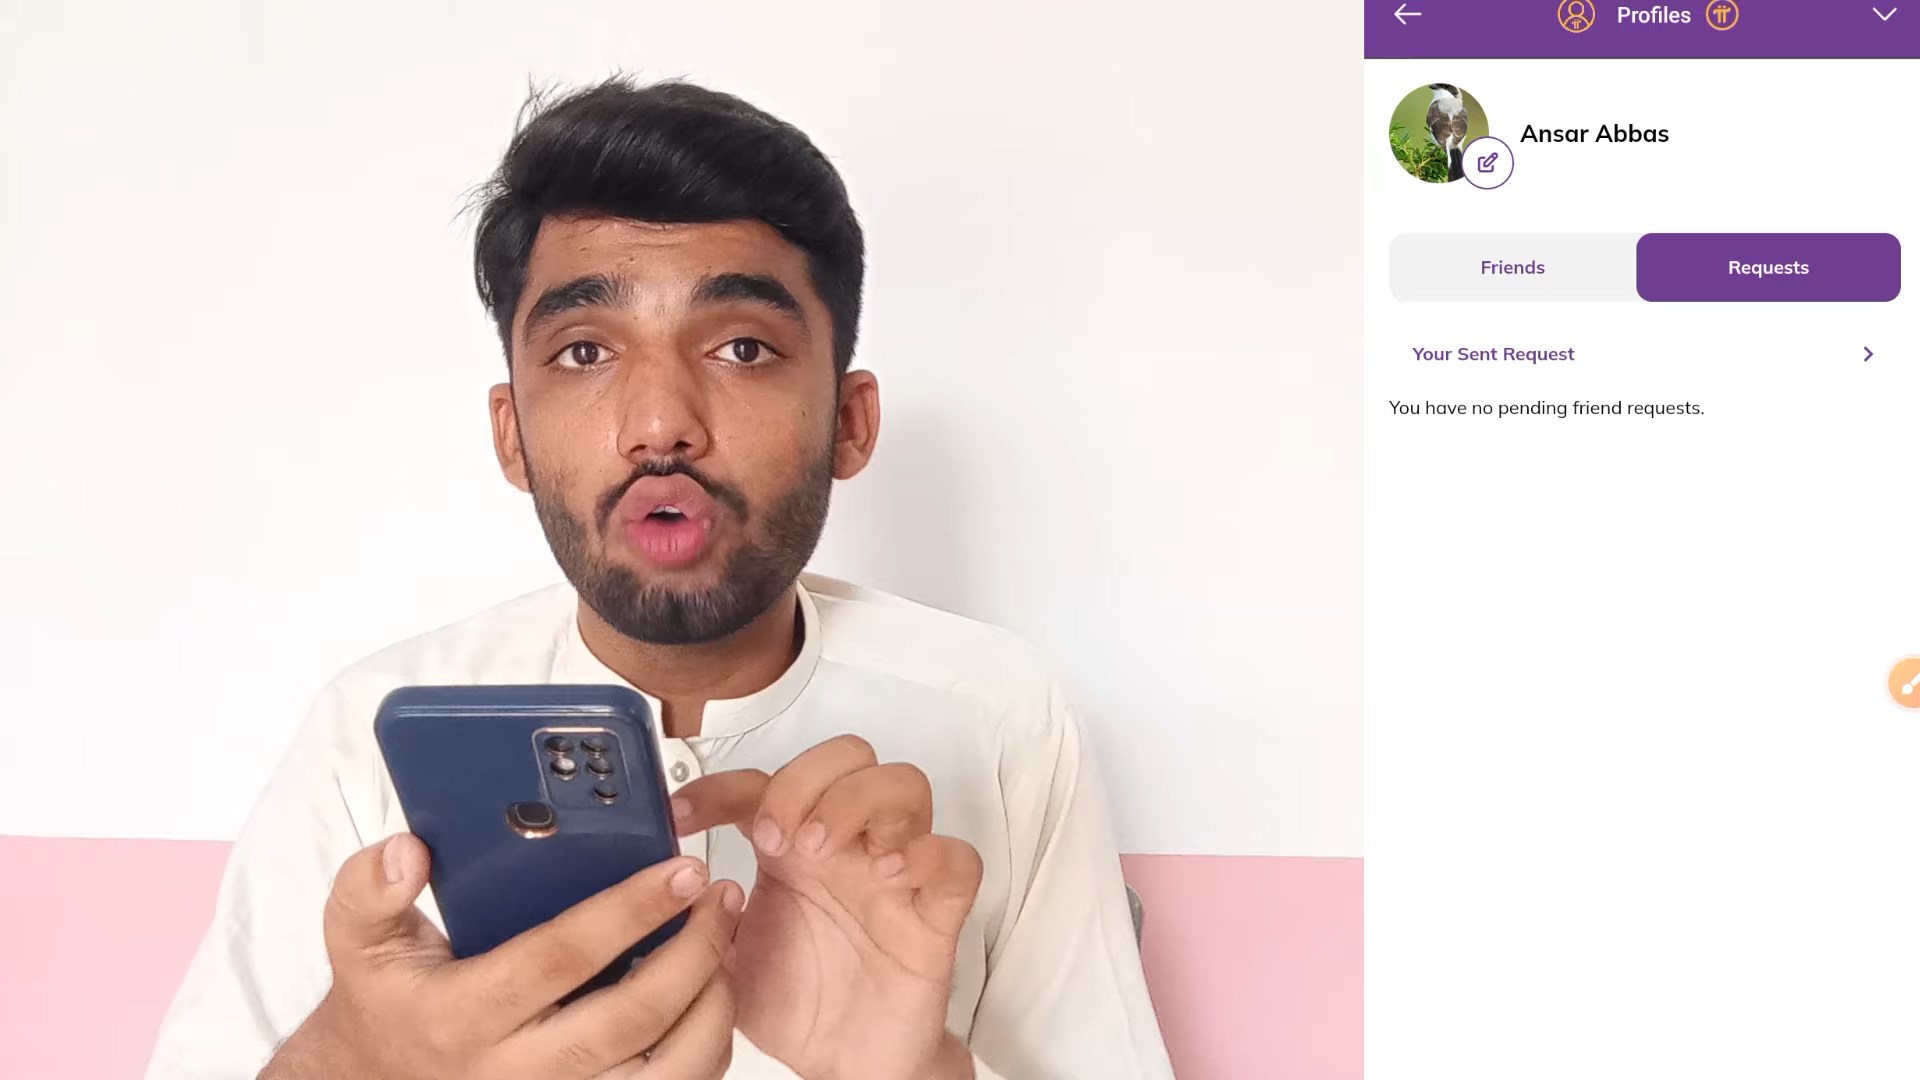 Profiles
Ansar Abbas
Friends
Requests
Your Sent Request
You have no pending friend requests.